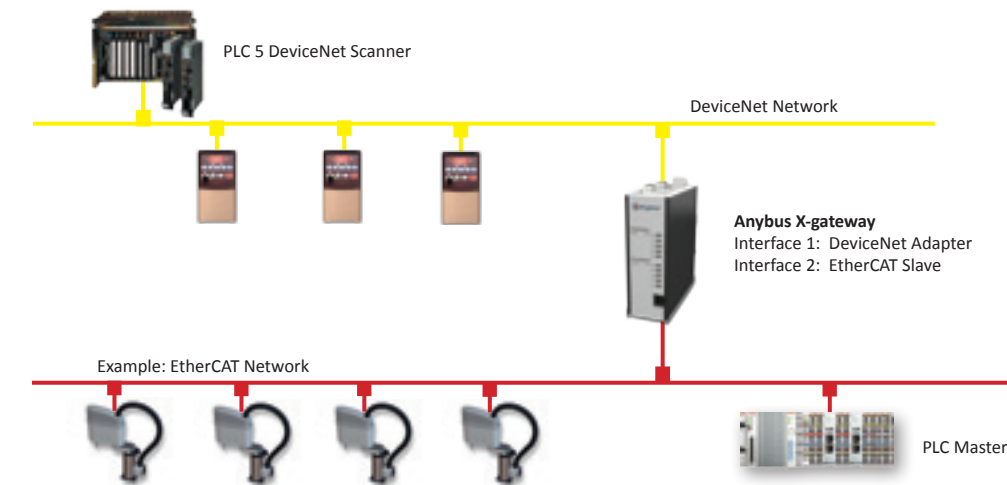 PLC 5 DeviceNet Scanner
DeviceNet Network
Anybus X-gateway
Interface 1: DeviceNet Adapter
Interface 2: EtherCAT Slave
Example: EtherCAT Network
PLC Master